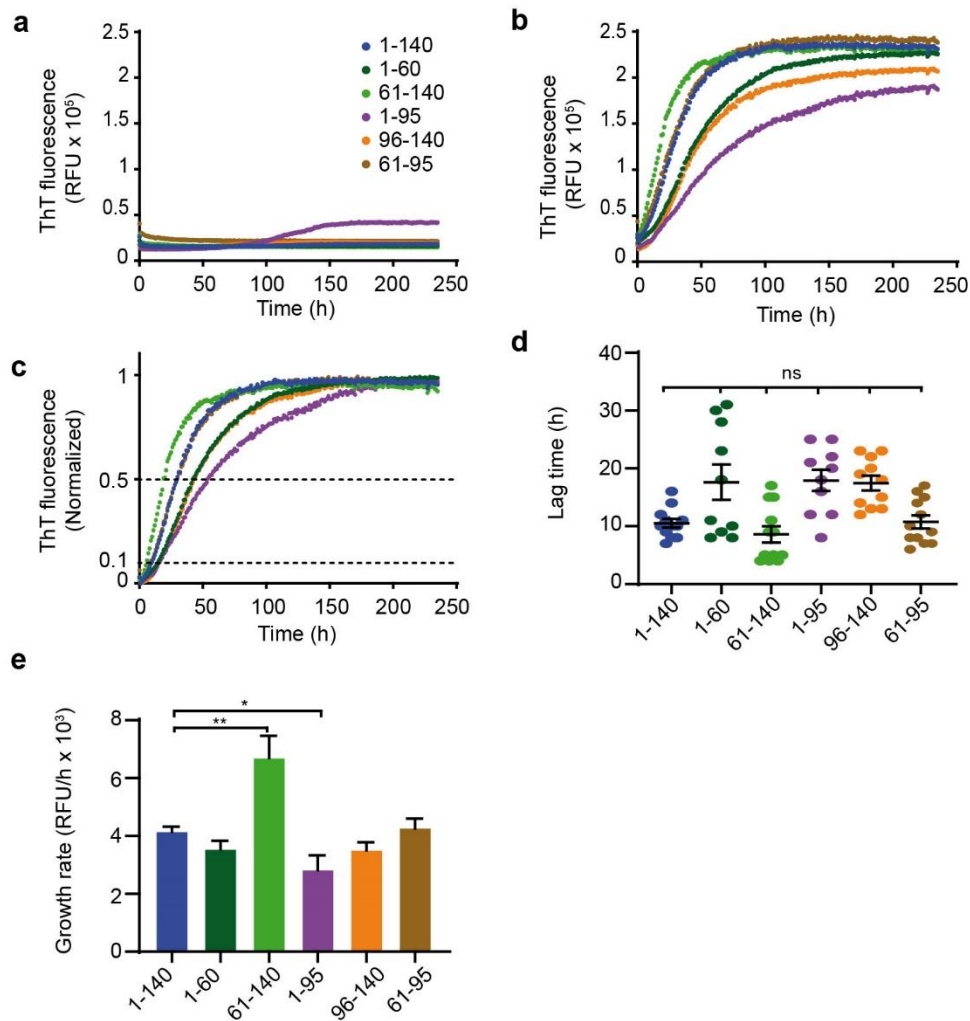 a
2.5
2
1.5
1
0.5
0
ThT fluorescence
(RFU x 10⁵)
1-140
1-60
61-140
1-95
96-140
61-95
0 50 100 150 200 250
Time (h)
b
2.5
2
1.5
1
0.5
0
ThT fluorescence
(RFU x 10⁵)
0 50 100 150 200 250
Time (h)
c
1
0.5
0.1
0
ThT fluorescence
(Normalized)
0 50 100 150 200 250
Time (h)
d
40
30
20
10
0
Lag time (h)
ns
1-140
1-60
61-140
1-95
96-140
61-95
e
8
6
4
2
0
Growth rate (RFU/h x 10³)
*
**
1-140
1-60
61-140
1-95
96-140
61-95